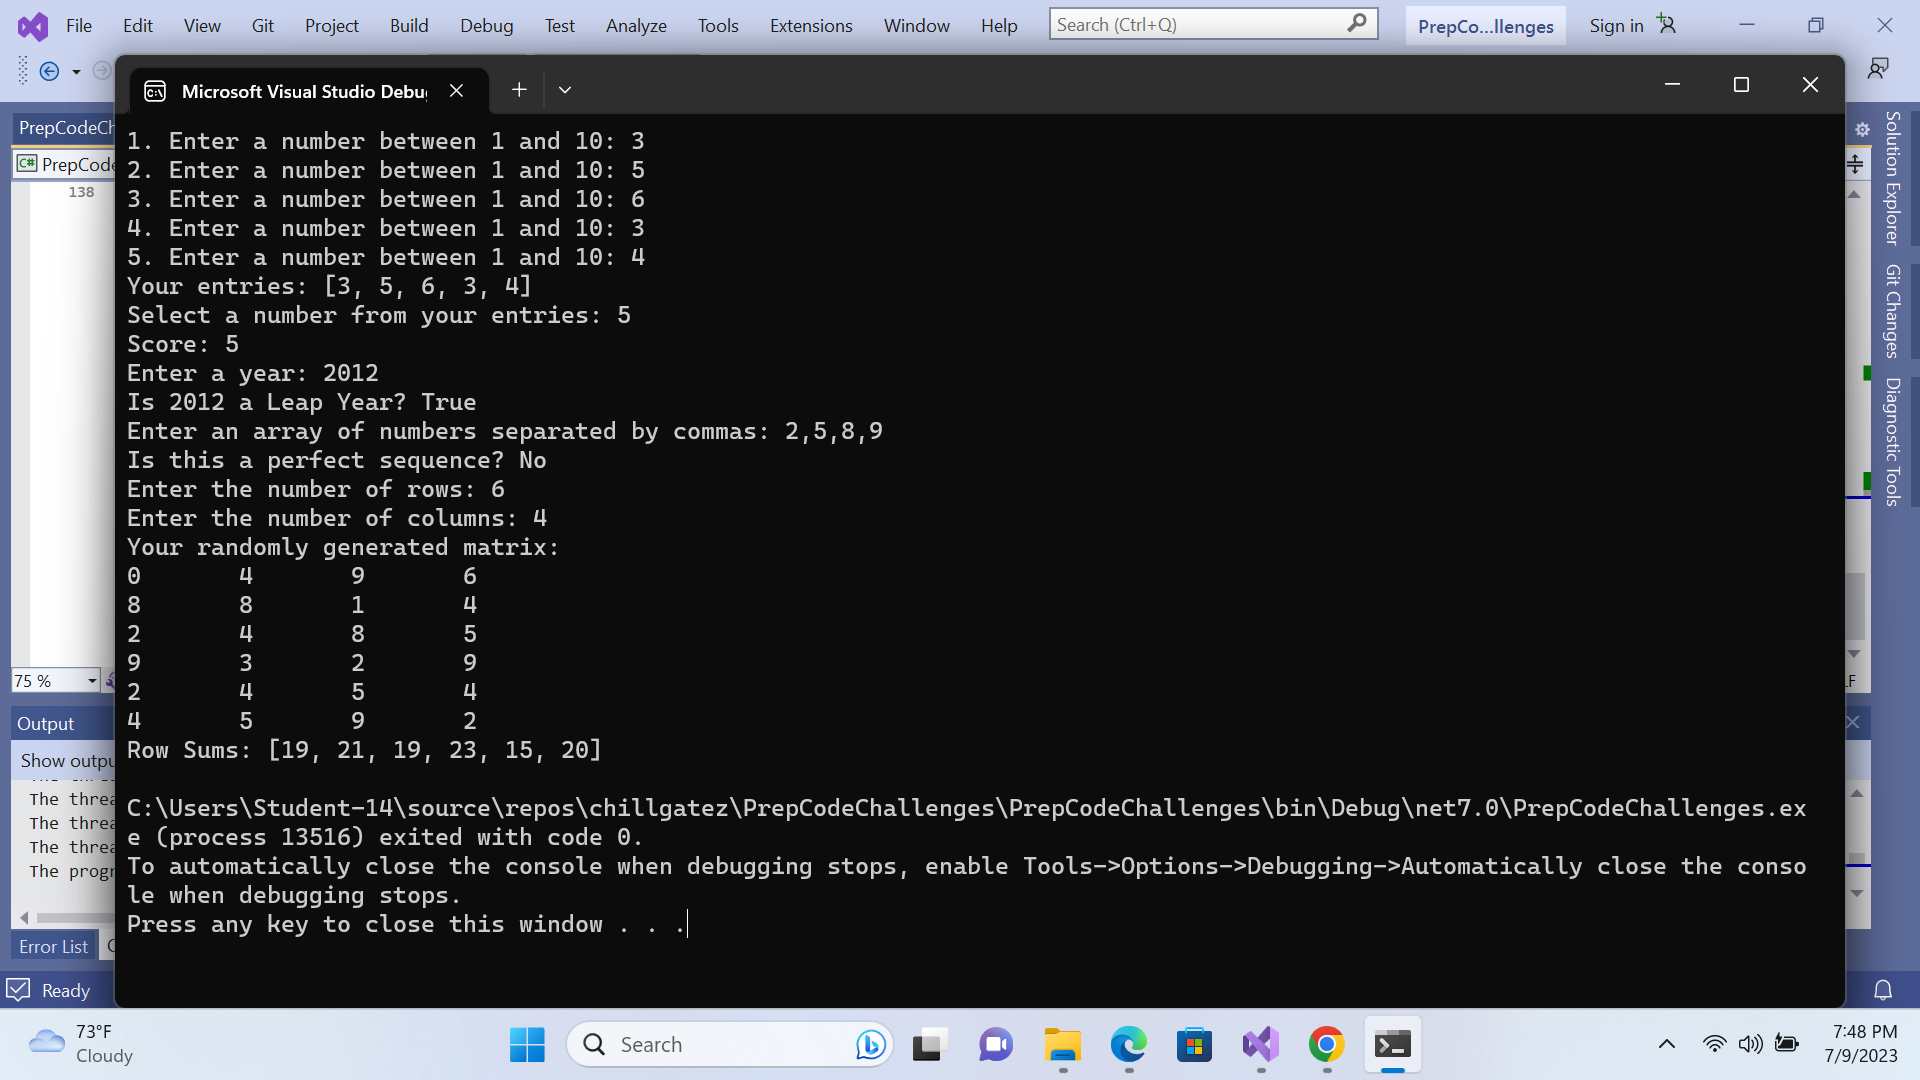 File Edit View Git Project Build Debug Test Analyze Tools Extensions Window Help Search (Ctrl+Q) PrepCo...llenges Sign in
Microsoft Visual Studio Debu
PrepCodeCh
C# PrepCode
138
1. Enter a number between 1 and 10: 3
2. Enter a number between 1 and 10: 5
3. Enter a number between 1 and 10: 6
4. Enter a number between 1 and 10: 3
5. Enter a number between 1 and 10: 4
Your entries: [3, 5, 6, 3, 4]
Select a number from your entries: 5
Score: 5
Enter a year: 2012
Is 2012 a Leap Year? True
Enter an array of numbers separated by commas: 2,5,8,9
Is this a perfect sequence? No
Enter the number of rows: 6
Enter the number of columns: 4
Your randomly generated matrix:
0 4 9 6
8 8 1 4
2 4 8 5
9 3 2 9
2 4 5 4
4 5 9 2
Row Sums: [19, 21, 19, 23, 15, 20]
C:\Users\Student-14\source\repos\chillgatez\PrepCodeChallenges\PrepCodeChallenges\bin\Debug\net7.0\PrepCodeChallenges.ex
e (process 13516) exited with code 0.
To automatically close the console when debugging stops, enable Tools->Options->Debugging->Automatically close the conso
le when debugging stops.
Press any key to close this window . . .
Solution Explorer
Git Changes
Diagnostic Tools
75 %
LF
Output
Show outpu
The threa
The threa
The threa
The progr
Error List
Ready
73°F
Cloudy
Search
7:48 PM
7/9/2023